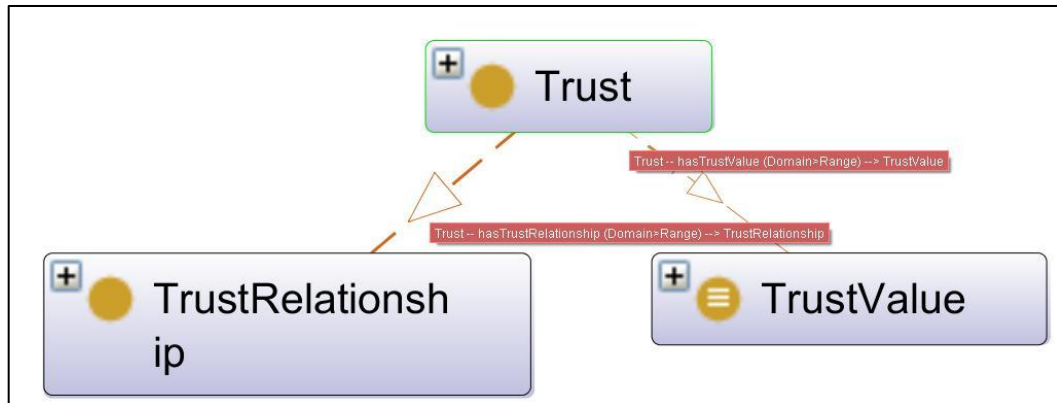 Trust
Trust -- hasTrustValue (Domain>Range) --> TrustValue
Trust -- hasTrustRelationship (Domain>Range) --> TrustRelationship
TrustRelationsh
ip
TrustValue